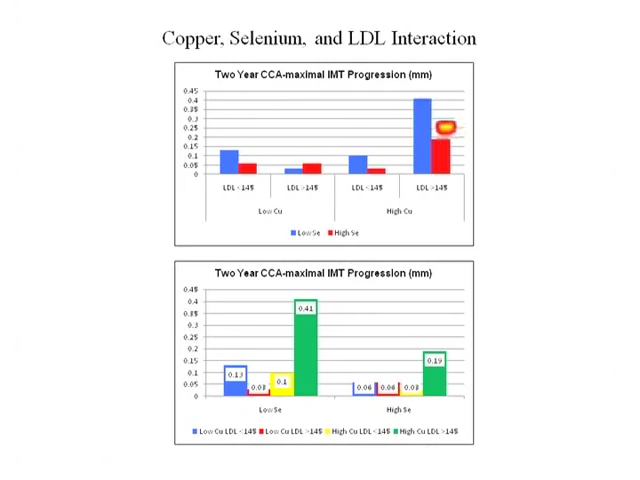 Copper, Selenium, and LDL Interaction
Two Year CCA-maximal IMT Progression (mm)
0.45
0.4
0.35
0.3
0.25
0.2
0.15
0.1
0.05
0
LDL <145 LDL >145 LDL <145 LDL >145
Low Cu High Cu
Low Se High Se
Two Year CCA-maximal IMT Progression (mm)
0.45
0.4
0.35
0.3
0.25
0.2
0.15
0.1
0.05
0
0.13 0.03 0.1 0.41 0.06 0.06 0.03 0.19
Low Se High Se
Low Cu LDL <145 Low Cu LDL >145 High Cu LDL <145 High Cu LDL >145